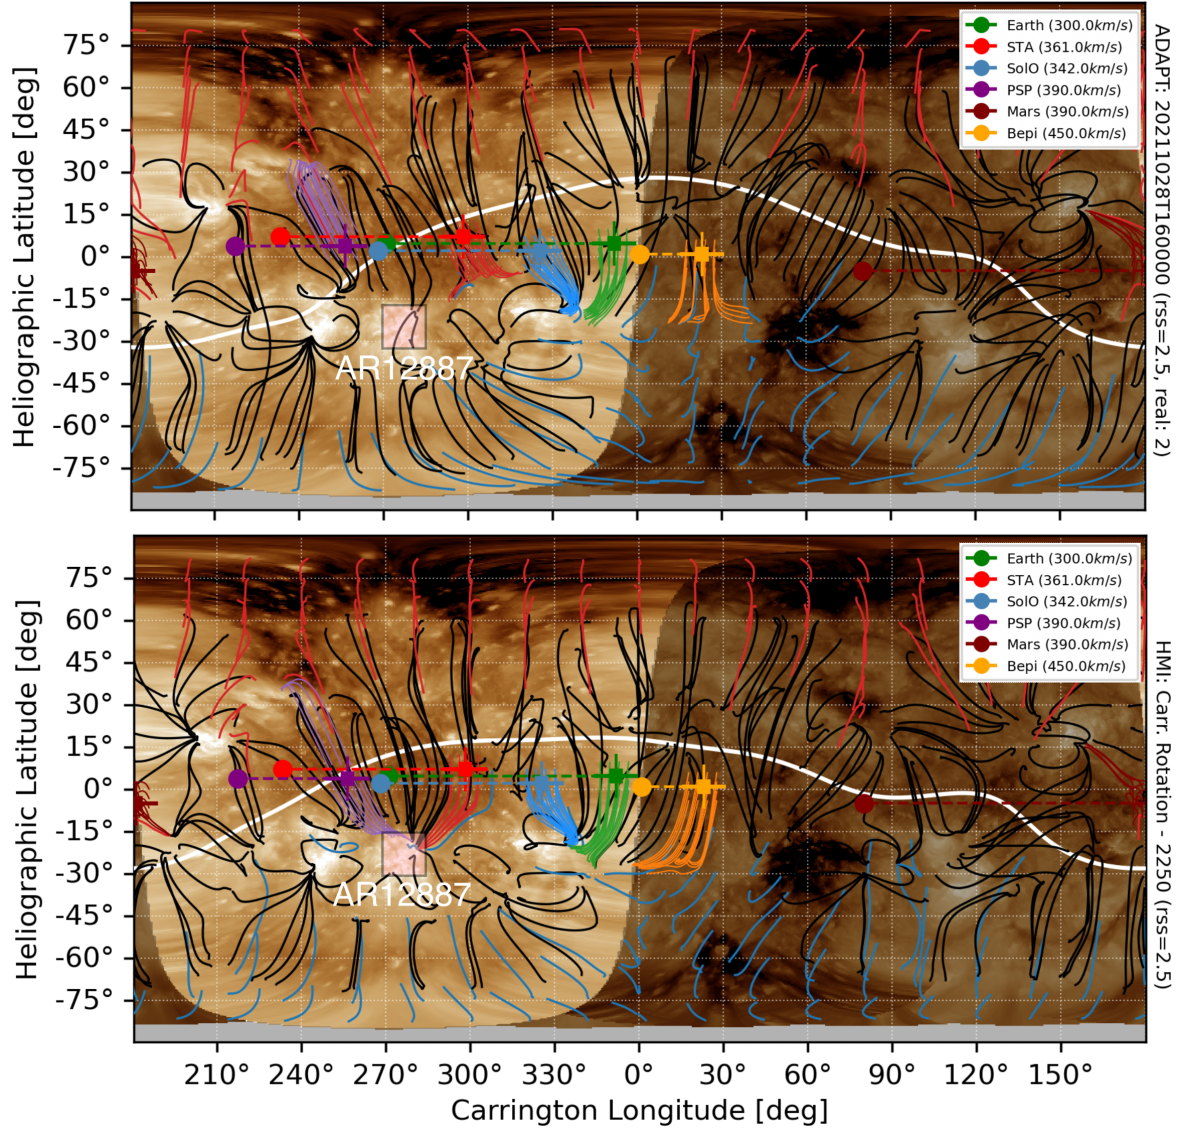 75°
60°
45°
30°
15°
0°
-15°
-30°
-45°
-60°
-75°
Heliographic Latitude [deg]
Earth (300.0km/s)
STA (361.0km/s)
SolO (342.0km/s)
PSP (390.0km/s)
Mars (390.0km/s)
Bepi (450.0km/s)
AR12887
ADAPT: 20211028T160000 (rss=2.5, real: 2)
75°
60°
45°
30°
15°
0°
-15°
-30°
-45°
-60°
-75°
Heliographic Latitude [deg]
Earth (300.0km/s)
STA (361.0km/s)
SolO (342.0km/s)
PSP (390.0km/s)
Mars (390.0km/s)
Bepi (450.0km/s)
AR12887
HMI: Carr. Rotation - 2250 (rss=2.5)
210° 240° 270° 300° 330° 0° 30° 60° 90° 120° 150°
Carrington Longitude [deg]